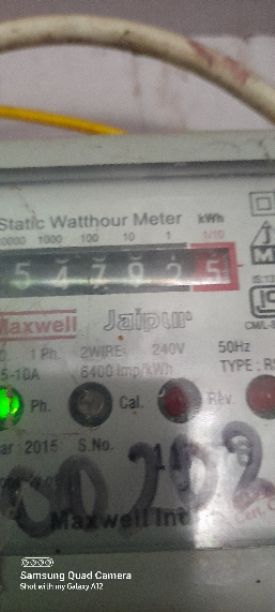 Static Watthour Meter kWh
0000 1000 100 10 1 1/10
5 4 7 9 2 5
Maxwell Jaipur
1 Ph. 2WIRE 240V 50Hz
5-10A 6400 Imp/kWh TYPE : R
Ph. Cal. Rev.
ar : 2015 S.No.
Maxwell
Samsung Quad Camera
Shot with my Galaxy A12